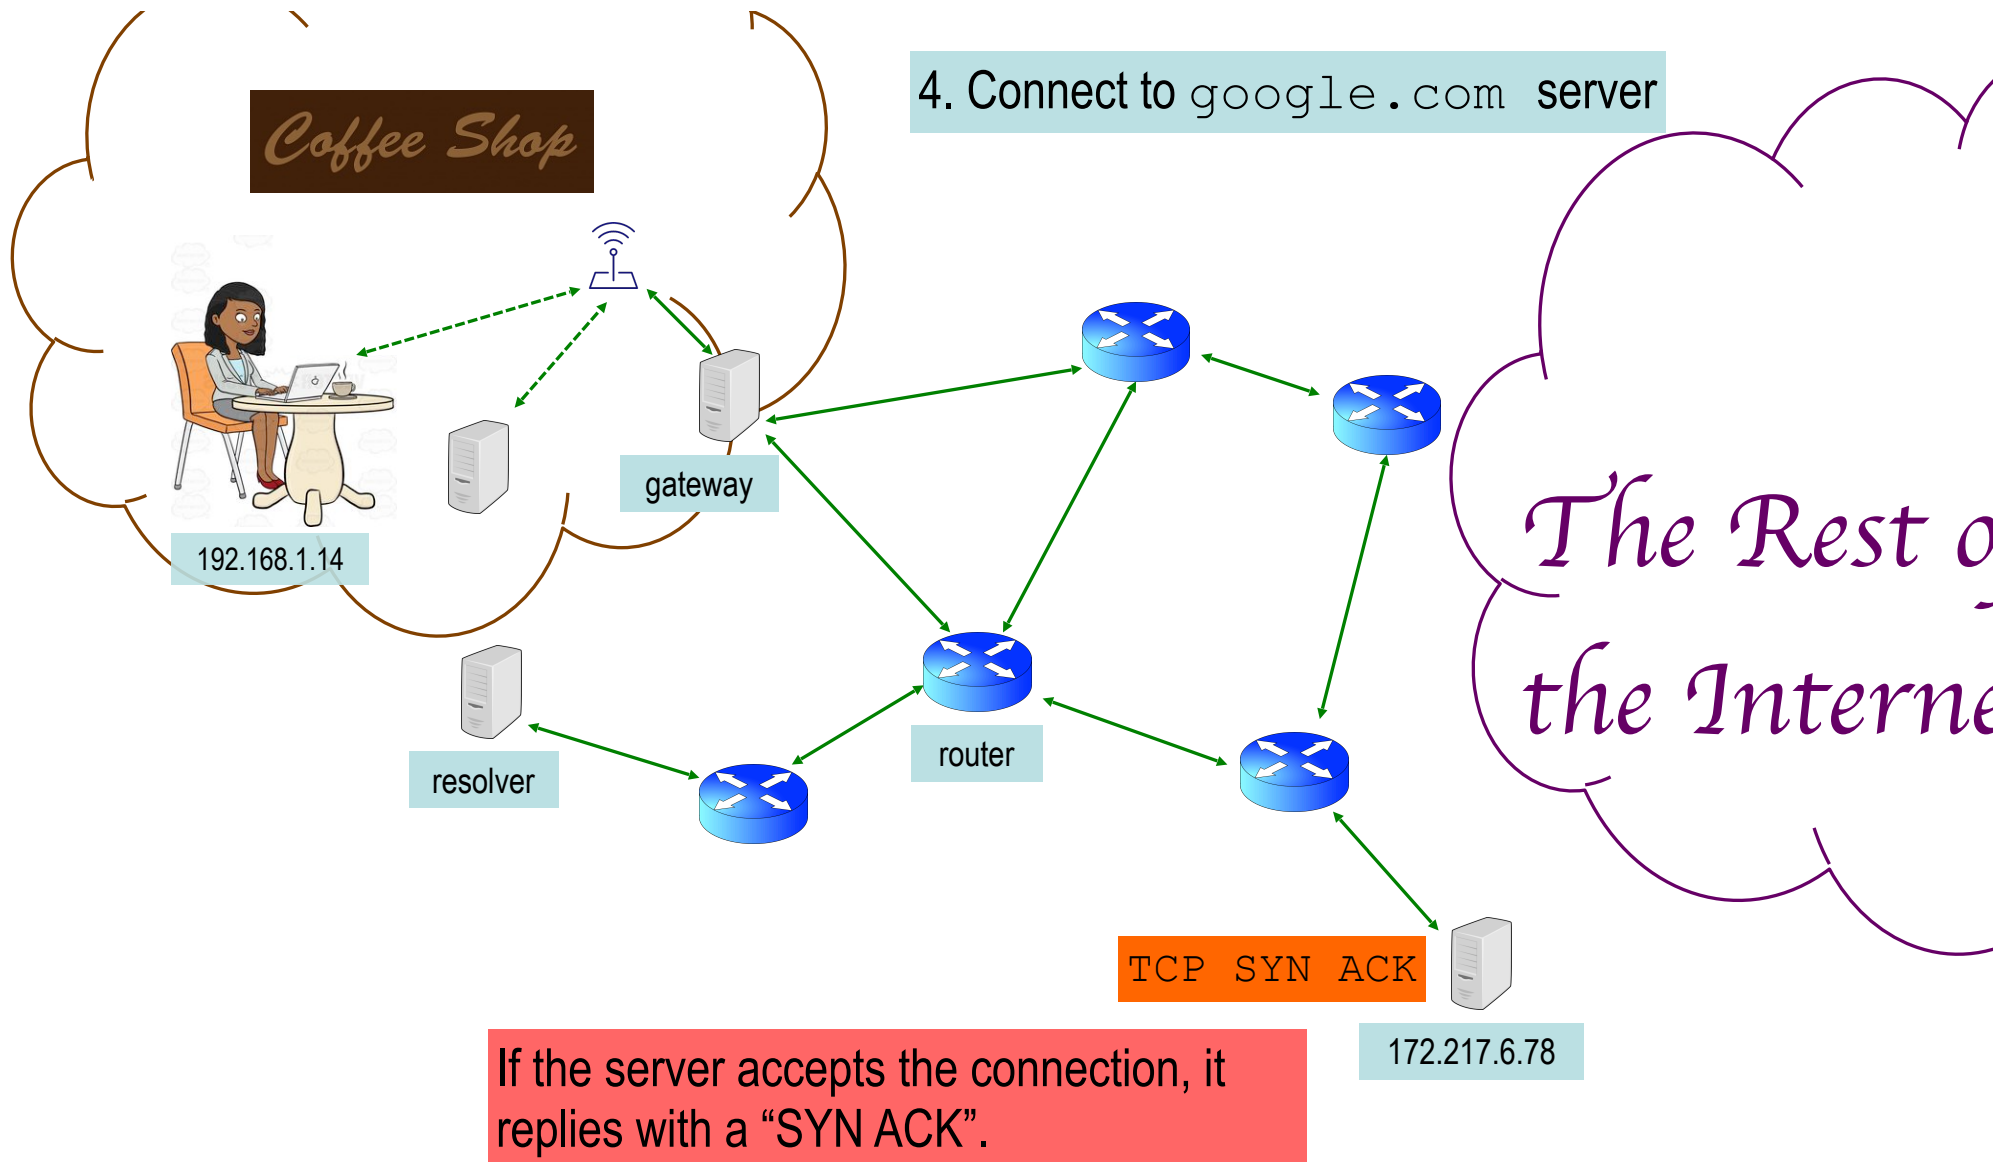 4. Connect to google.com server
Coffee Shop
gateway
192.168.1.14
The Rest
the
resolver
router
TCP SYN ACK
172.217.6.78
If the server accepts the connection, it
replies with a “SYN ACK”.